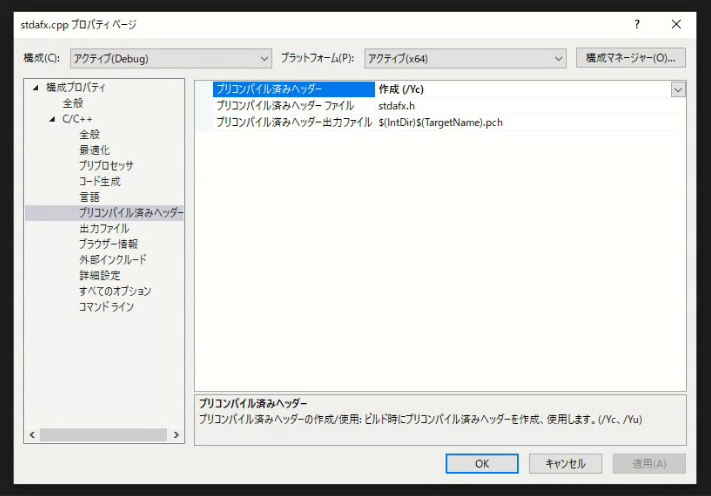 stdafx.cpp プロパティ ページ
? ×
構成(C): アクティブ(Debug) プラットフォーム(P): アクティブ(x64) 構成マネージャー(O)...
構成プロパティ
全般
C/C++
全般
最適化
プリプロセッサ
コード生成
言語
プリコンパイル済みヘッダー
出力ファイル
ブラウザー情報
外部インクルード
詳細設定
すべてのオプション
コマンド ライン
プリコンパイル済みヘッダー 作成 (/Yc)
プリコンパイル済みヘッダー ファイル stdafx.h
プリコンパイル済みヘッダー出力ファイル $(IntDir)$(TargetName).pch
プリコンパイル済みヘッダー
プリコンパイル済みヘッダーの作成/使用: ビルド時にプリコンパイル済みヘッダーを作成、使用します。(/Yc、/Yu)
OK キャンセル 適用(A)